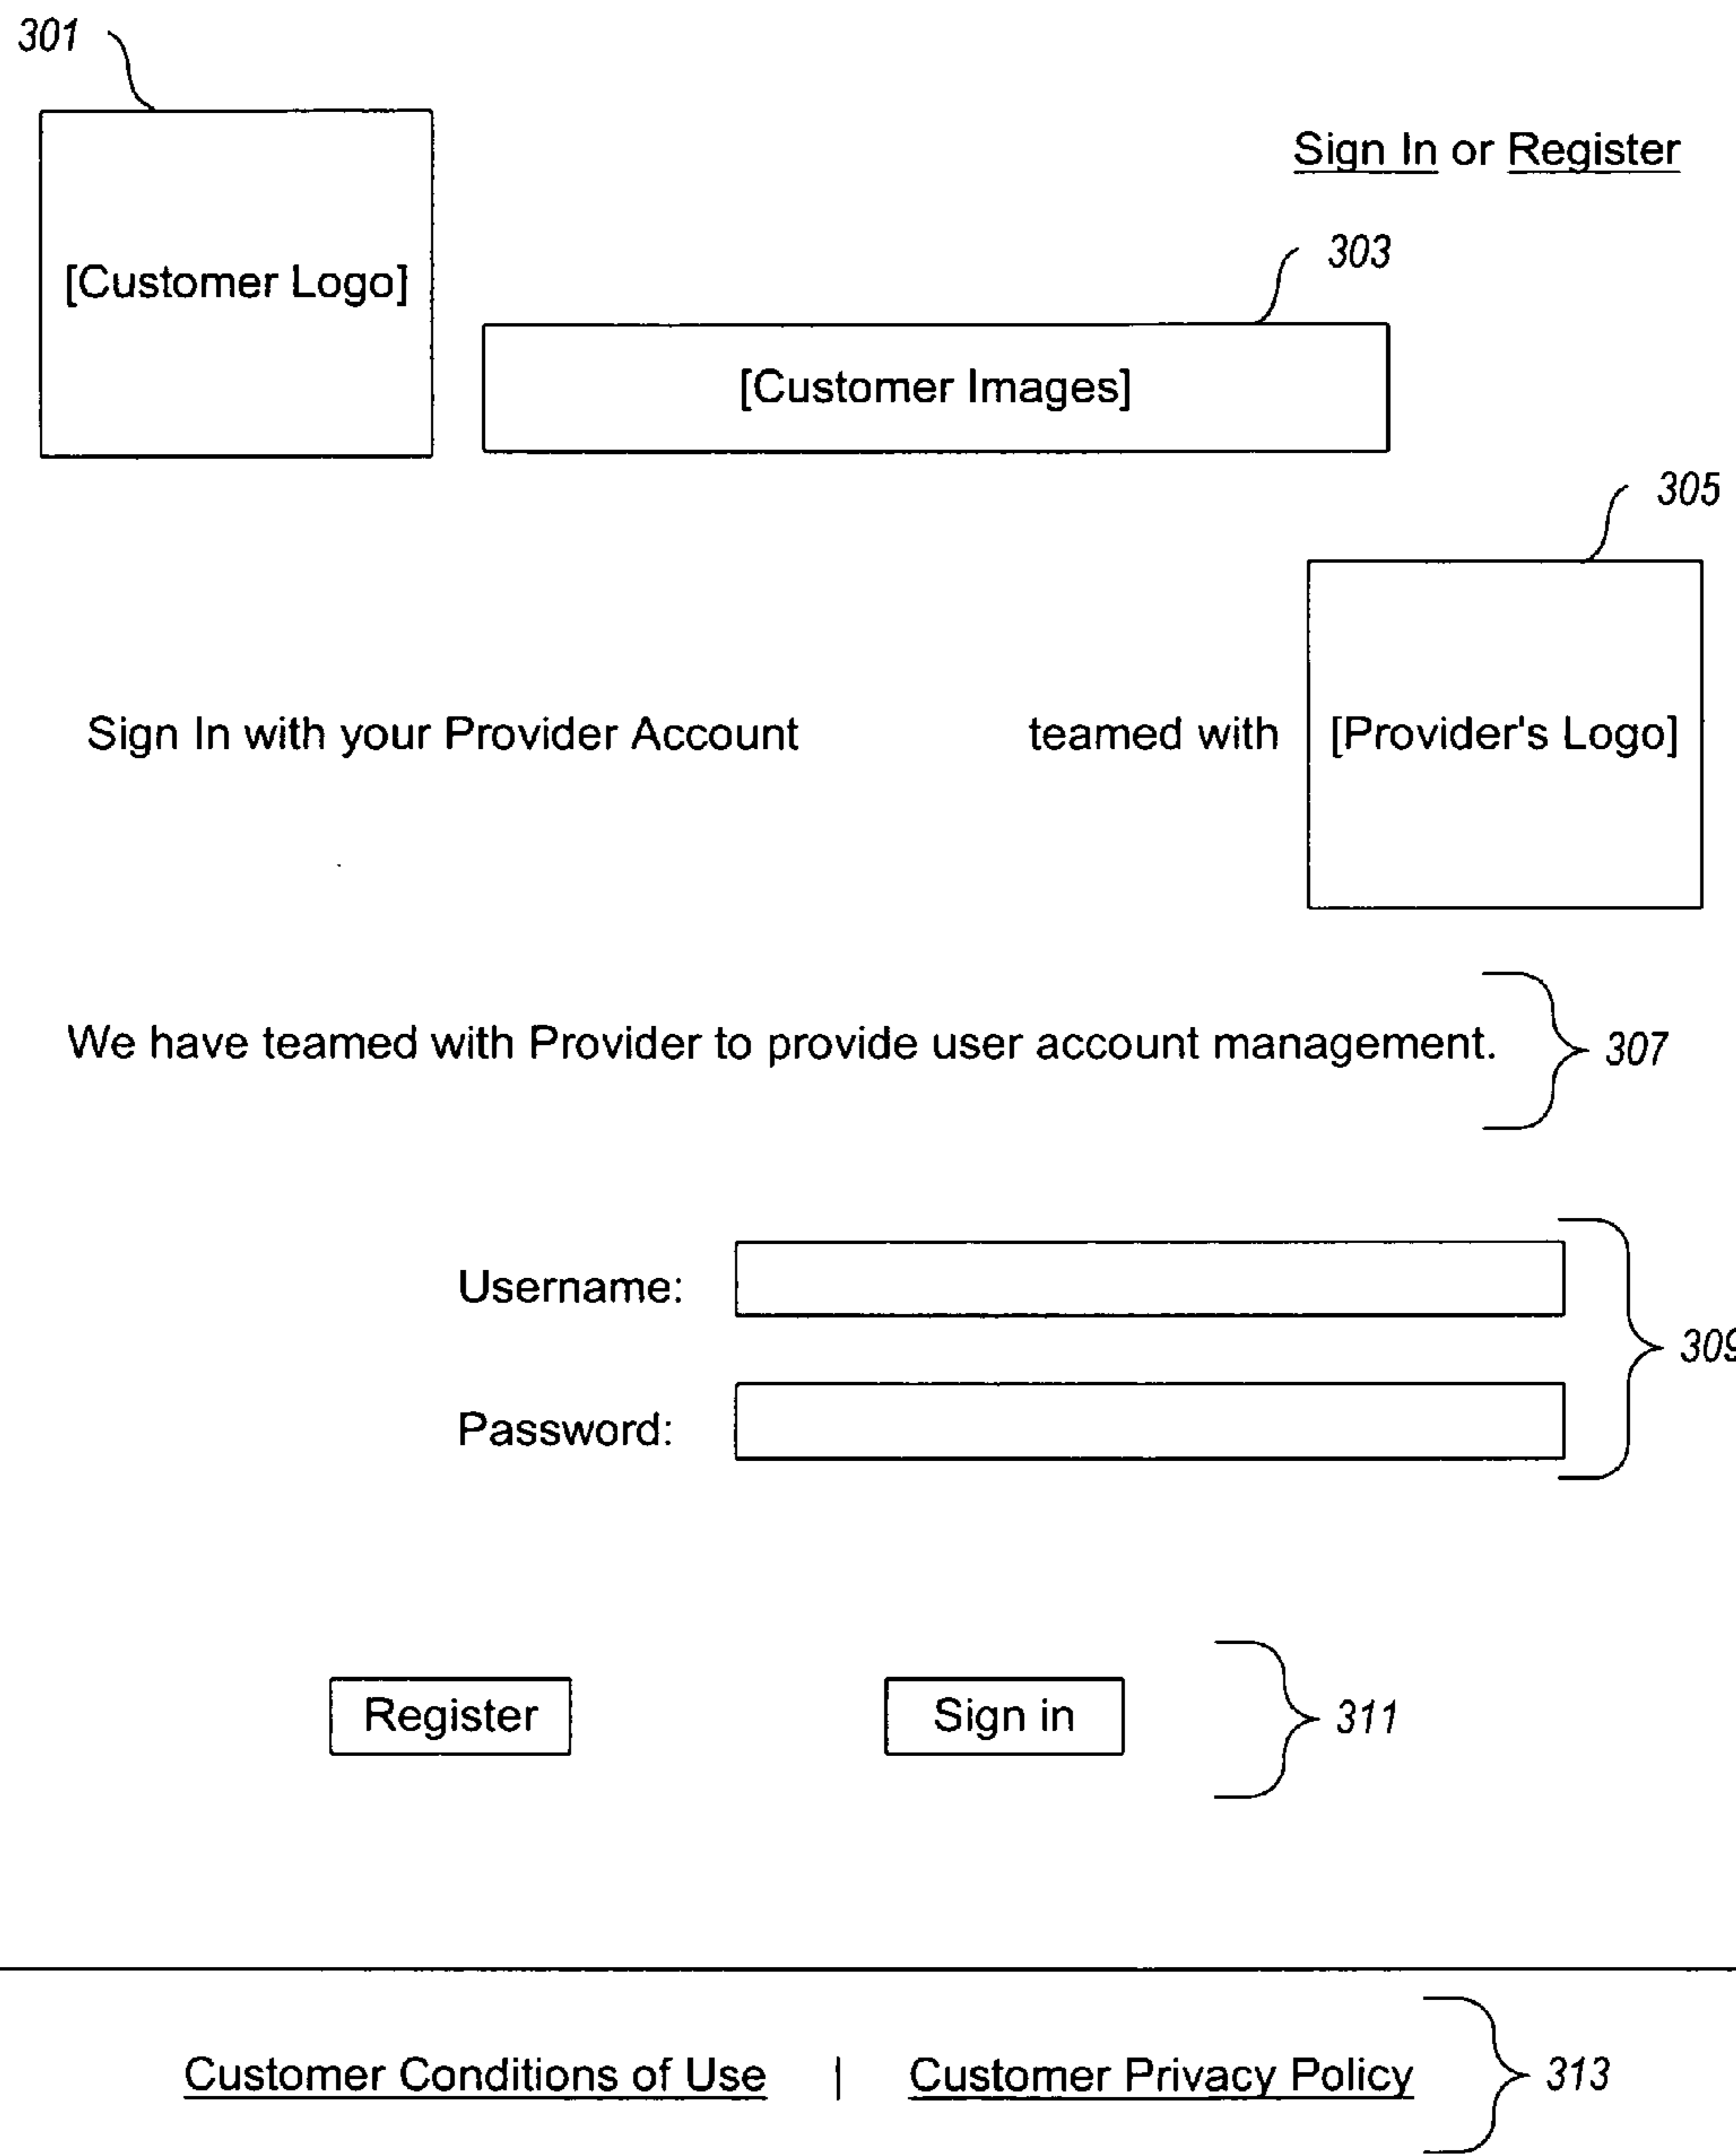 301
Sign In or Register
303
[Customer Logo]
[Customer Images]
305
Sign In with your Provider Account teamed with [Provider's Logo]
We have teamed with Provider to provide user account management. 307
Username:
309
Password:
Register Sign in 311
Customer Conditions of Use | Customer Privacy Policy 313